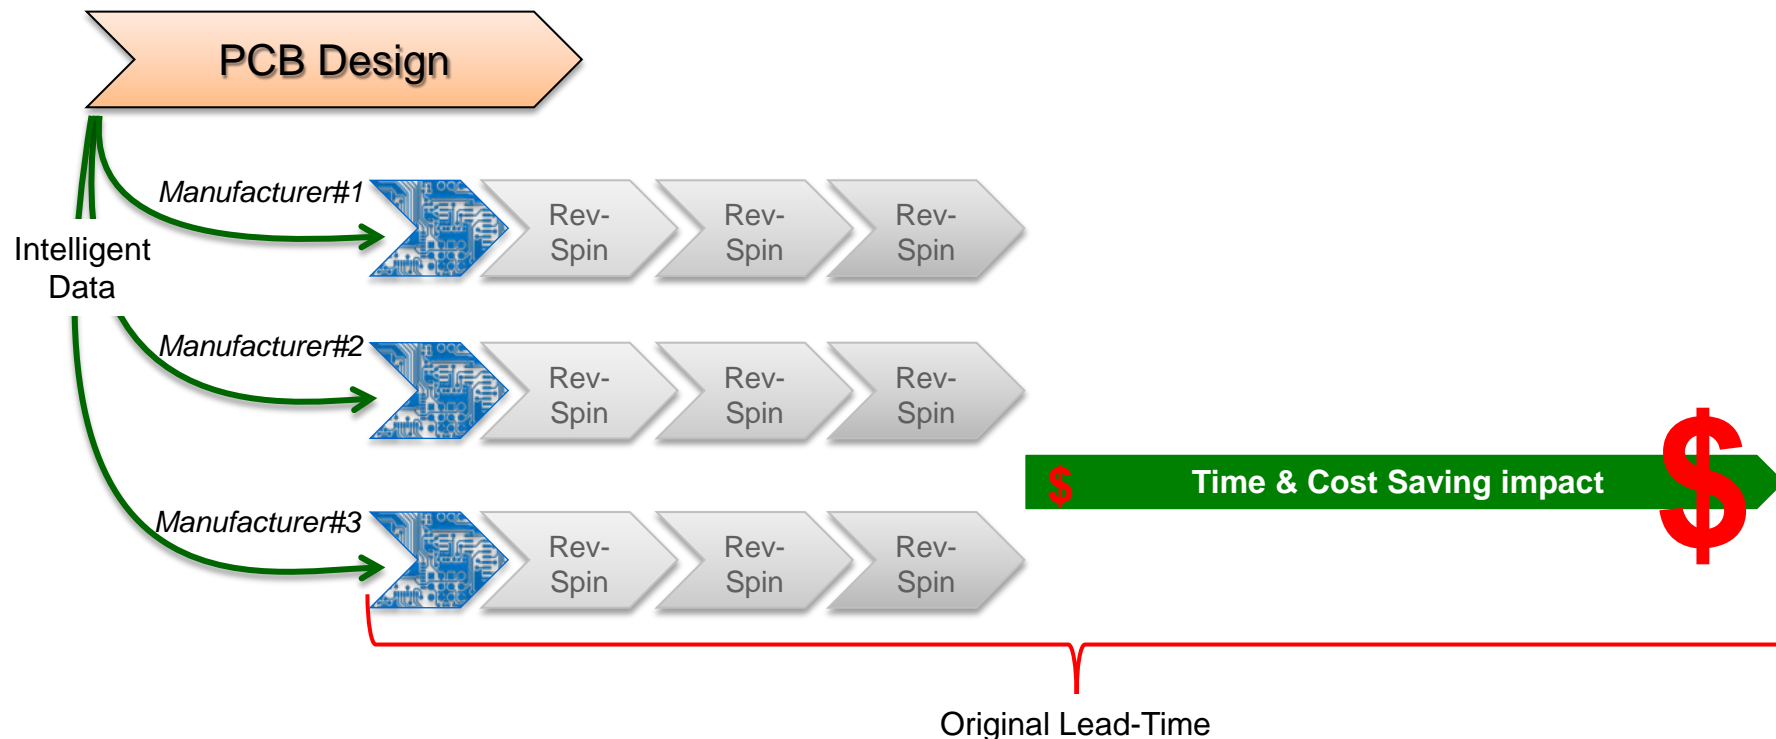 PCB Design
Manufacturer#1
Rev-
Spin
Rev-
Spin
Rev-
Spin
Intelligent
Data
Manufacturer#2
Rev-
Spin
Rev-
Spin
Rev-
Spin
$ Time & Cost Saving impact $
Manufacturer#3
Rev-
Spin
Rev-
Spin
Rev-
Spin
Original Lead-Time